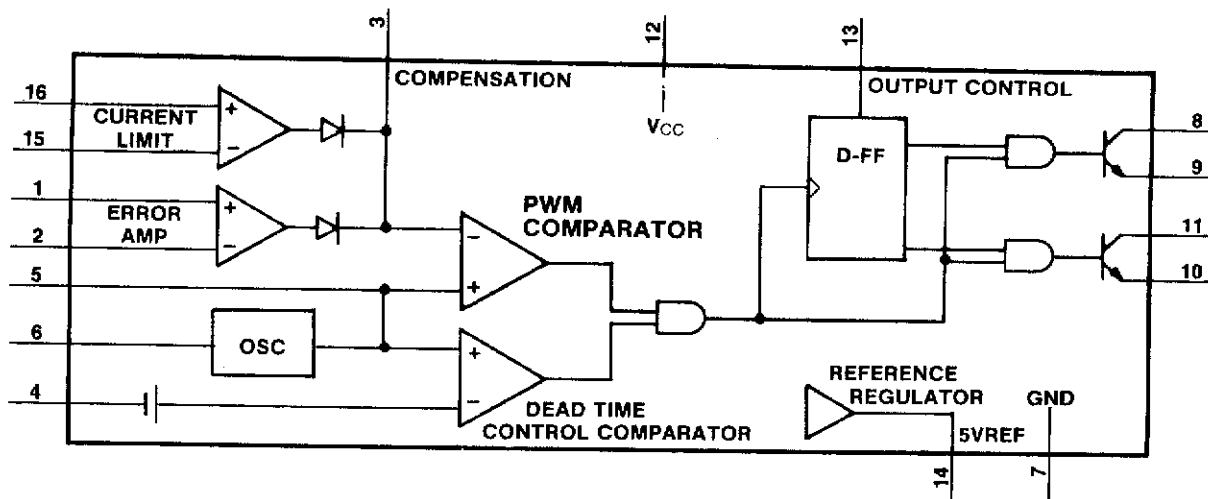 3
12
13
COMPENSATION
OUTPUT CONTROL
16
+
CURRENT
LIMIT
15
−
VCC
D-FF
8
9
1
+
ERROR
AMP
2
−
PWM
COMPARATOR
−
+
11
10
5
6
OSC
+
−
4
DEAD TIME
CONTROL COMPARATOR
REFERENCE
REGULATOR
5VREF
GND
14
7